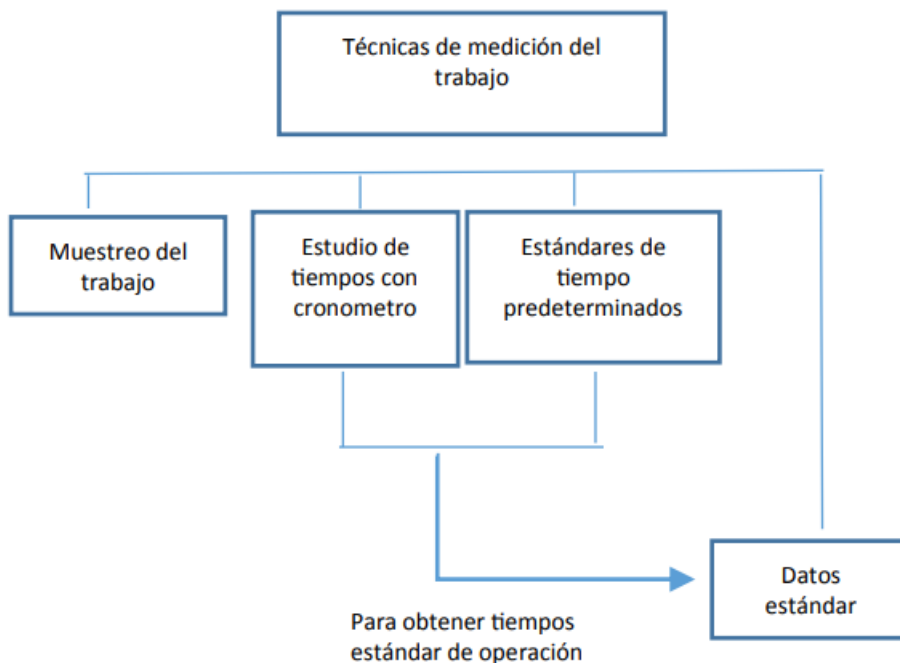 Técnicas de medición del
trabajo
Muestreo del
trabajo
Estudio de
tiempos con
cronometro
Estándares de
tiempo
predeterminados
Datos
estándar
Para obtener tiempos
estándar de operación